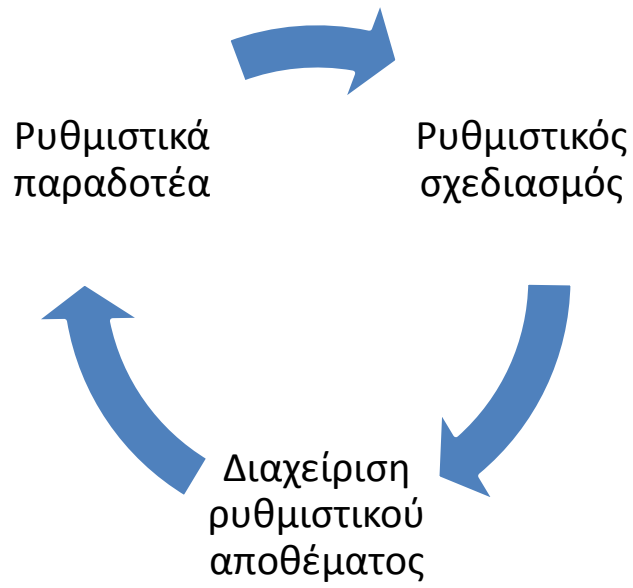 Ρυθμιστικά
παραδοτέα
Ρυθμιστικός
σχεδιασμός
Διαχείριση
ρυθμιστικού
αποθέματος